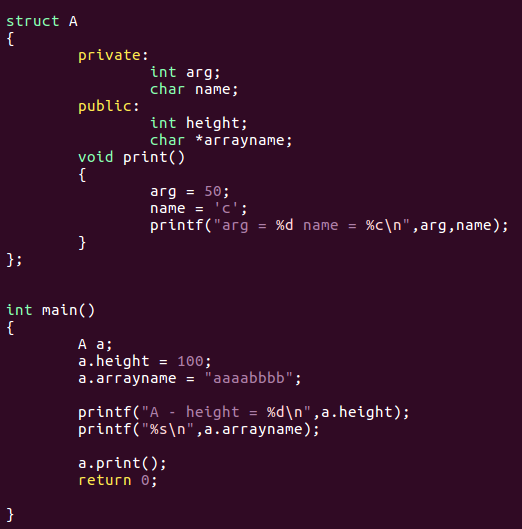 struct A
{
        private:
                int arg;
                char name;
        public:
                int height;
                char *arrayname;
        void print()
        {
                arg = 50;
                name = 'c';
                printf("arg = %d name = %c\n",arg,name);
        }
};
int main()
{
        A a;
        a.height = 100;
        a.arrayname = "aaaabbbb";
        printf("A - height = %d\n",a.height);
        printf("%s\n",a.arrayname);
        a.print();
        return 0;
}